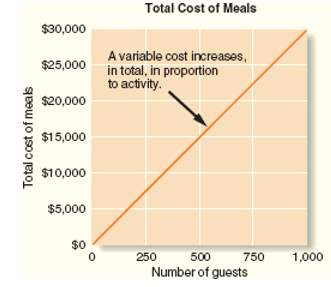 Total Cost of Meals
$30,000
$25,000
$20,000
$15,000
$10,000
$5,000
$0
Total cost of meals
A variable cost increases,
in total, in proportion
to activity.
0 250 500 750 1,000
Number of guests